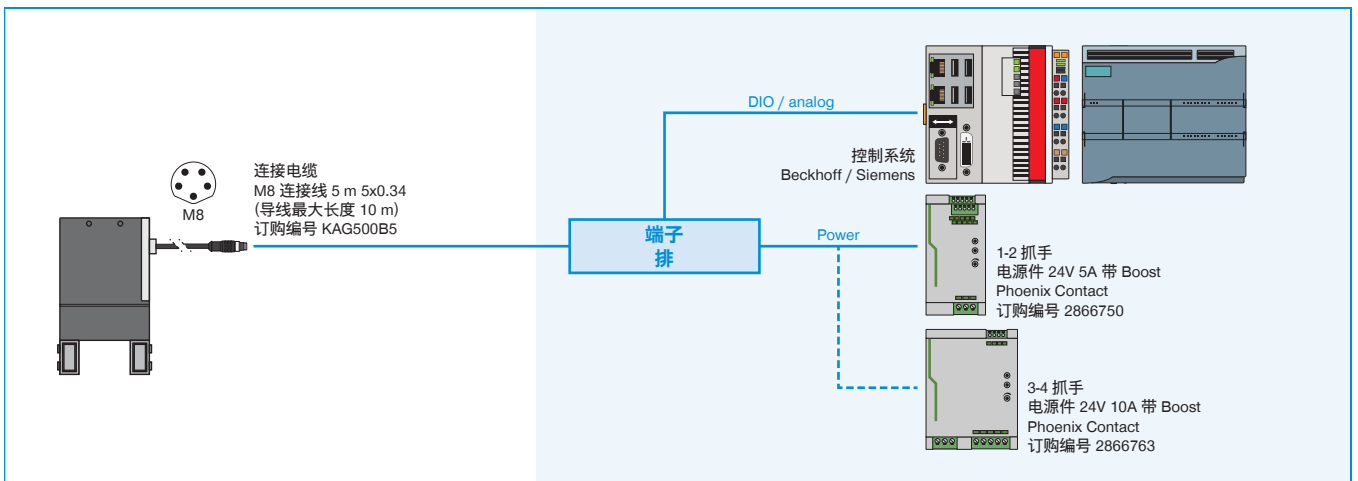 M8
连接电缆
M8 连接线 5 m 5x0.34
(导线最大长度 10 m)
订购编号 KAG500B5
端子
排
DIO / analog
控制系统
Beckhoff / Siemens
Power
1-2 抓手
电源件 24V 5A 带 Boost
Phoenix Contact
订购编号 2866750
3-4 抓手
电源件 24V 10A 带 Boost
Phoenix Contact
订购编号 2866763